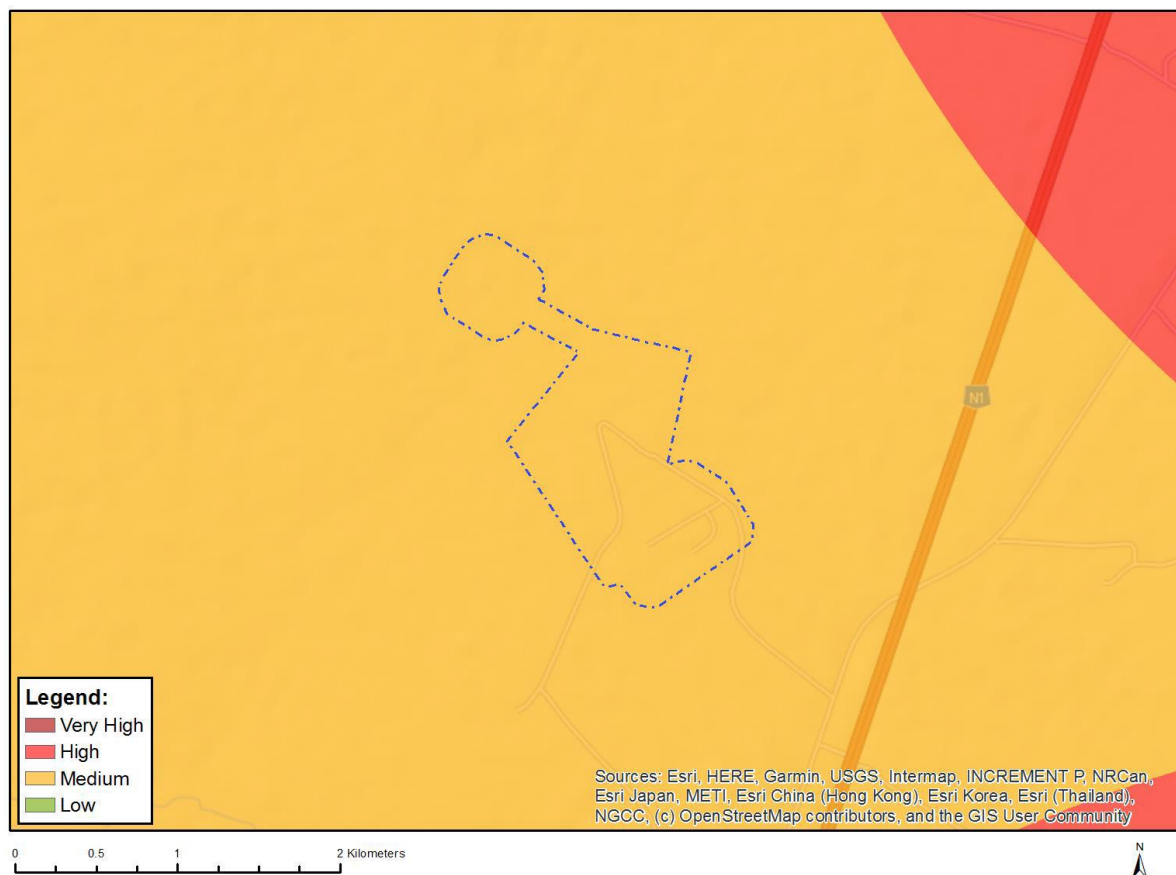 N1
Legend:
Very High
High
Medium
Low
Sources: Esri, HERE, Garmin, USGS, Intermap, INCREMENT P, NRCan,
Esri Japan, METI, Esri China (Hong Kong), Esri Korea, Esri (Thailand),
NGCC, (c) OpenStreetMap contributors, and the GIS User Community
0 0.5 1 2 Kilometers
N